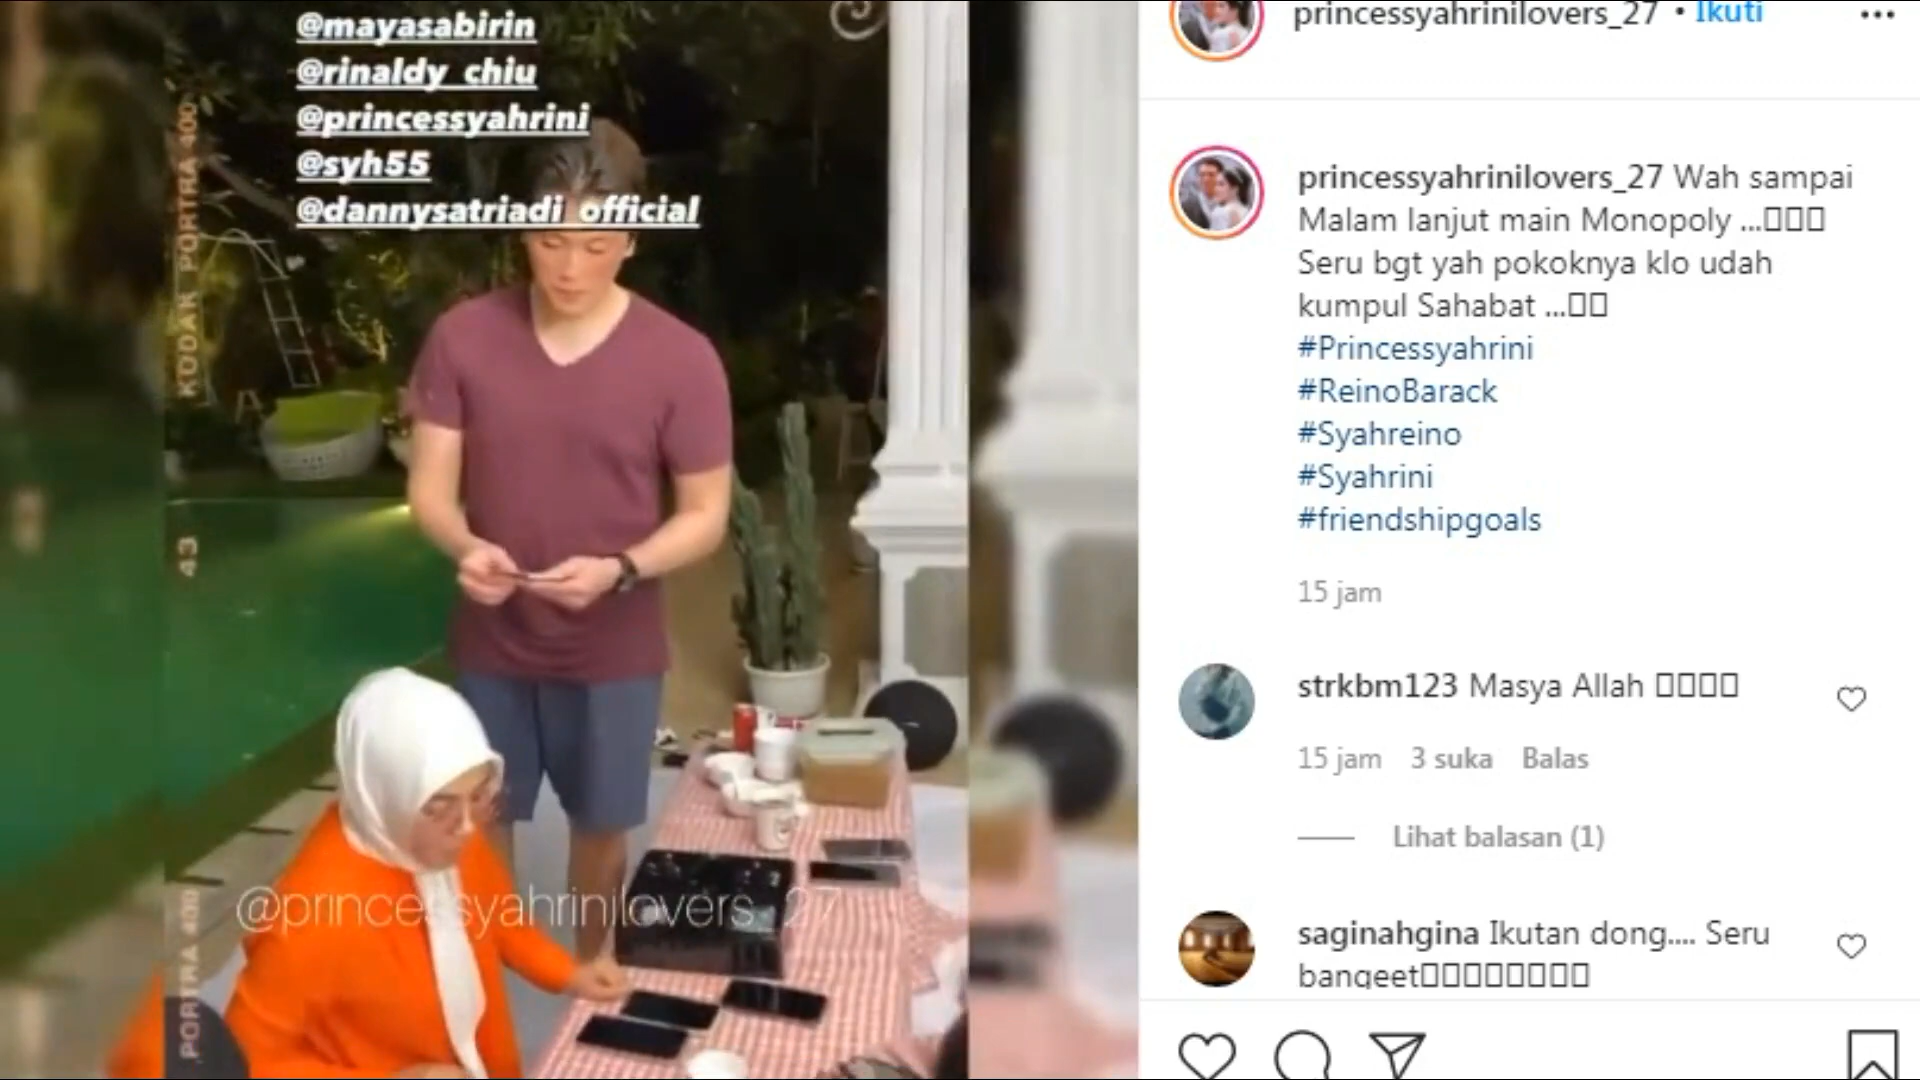 @mayasabirin
@rinaldy_chiu
@princessyahrini
@syh55
@dannysatriadi_official
KODAK PORTRA 400
43
PORTRA 400
@princessyahrinilovers_27
princessyahrinilovers_27 • Ikuti
princessyahrinilovers_27 Wah sampai
Malam lanjut main Monopoly ...
Seru bgt yah pokoknya klo udah
kumpul Sahabat ...
#Princessyahrini
#ReinoBarack
#Syahreino
#Syahrini
#friendshipgoals
15 jam
strkbm123 Masya Allah
15 jam 3 suka Balas
Lihat balasan (1)
saginahgina Ikutan dong.... Seru
bangeet